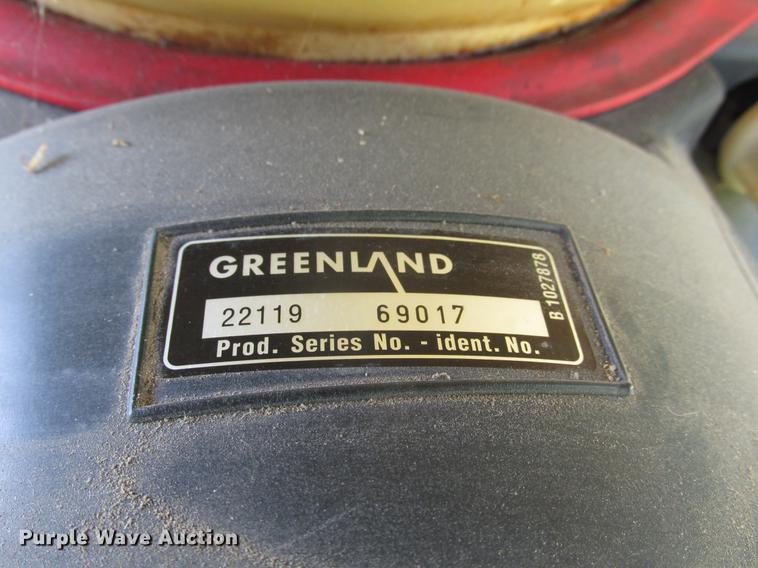 GREENLAND
22119 69017
Prod. Series No. - ident. No.
B 1027878
Purple Wave Auction